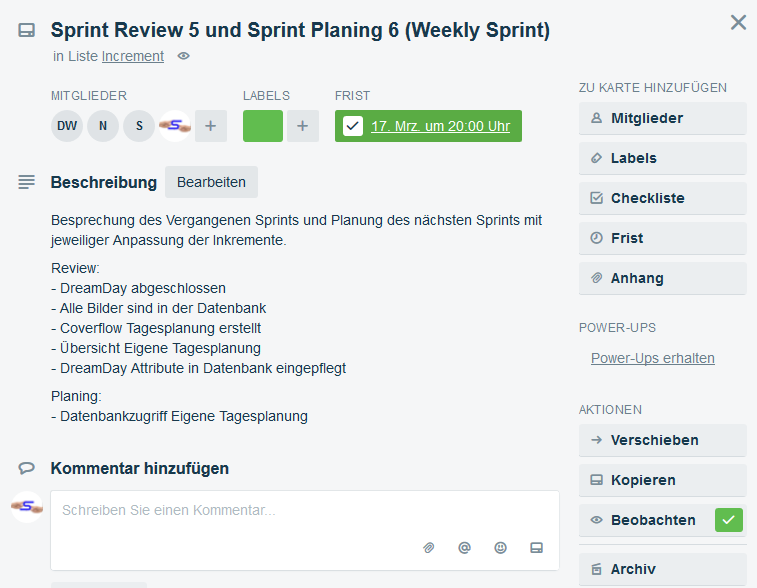 Sprint Review 5 und Sprint Planing 6 (Weekly Sprint)
in Liste Increment
MITGLIEDER
LABELS
FRIST
DW
N
S
S
+
+
17. Mrz. um 20:00 Uhr
Beschreibung
Bearbeiten
Besprechung des Vergangenen Sprints und Planung des nächsten Sprints mit
jeweiliger Anpassung der Inkremente.
Review:
- DreamDay abgeschlossen
- Alle Bilder sind in der Datenbank
- Coverflow Tagesplanung erstellt
- Übersicht Eigene Tagesplanung
- DreamDay Attribute in Datenbank eingepflegt
Planing:
- Datenbankzugriff Eigene Tagesplanung
Kommentar hinzufügen
S
Schreiben Sie einen Kommentar...
@
ZU KARTE HINZUFÜGEN
Mitglieder
Labels
Checkliste
Frist
Anhang
POWER-UPS
Power-Ups erhalten
AKTIONEN
Verschieben
Kopieren
Beobachten
Archiv